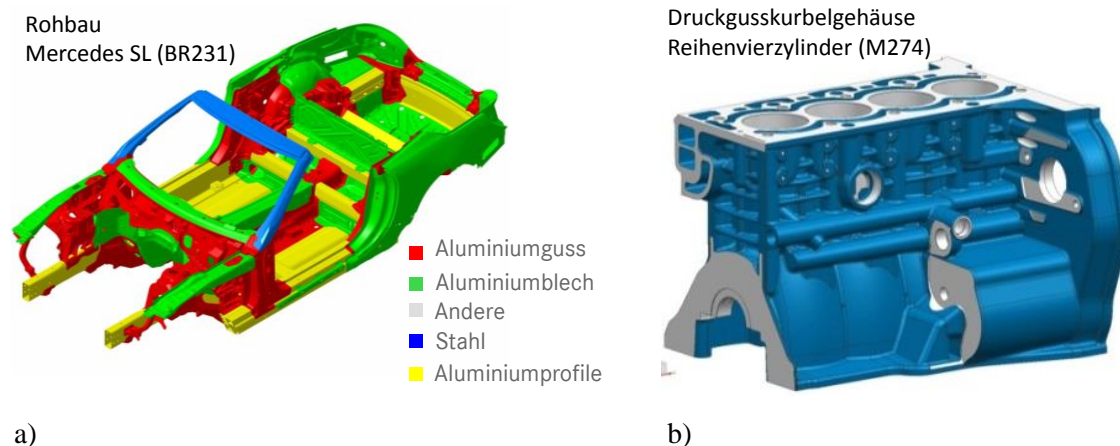 Rohbau
Mercedes SL (BR231)
Druckgusskurbelgehäuse
Reihenvierzylinder (M274)
Aluminiumguss
Aluminiumblech
Andere
Stahl
Aluminiumprofile
a)
b)